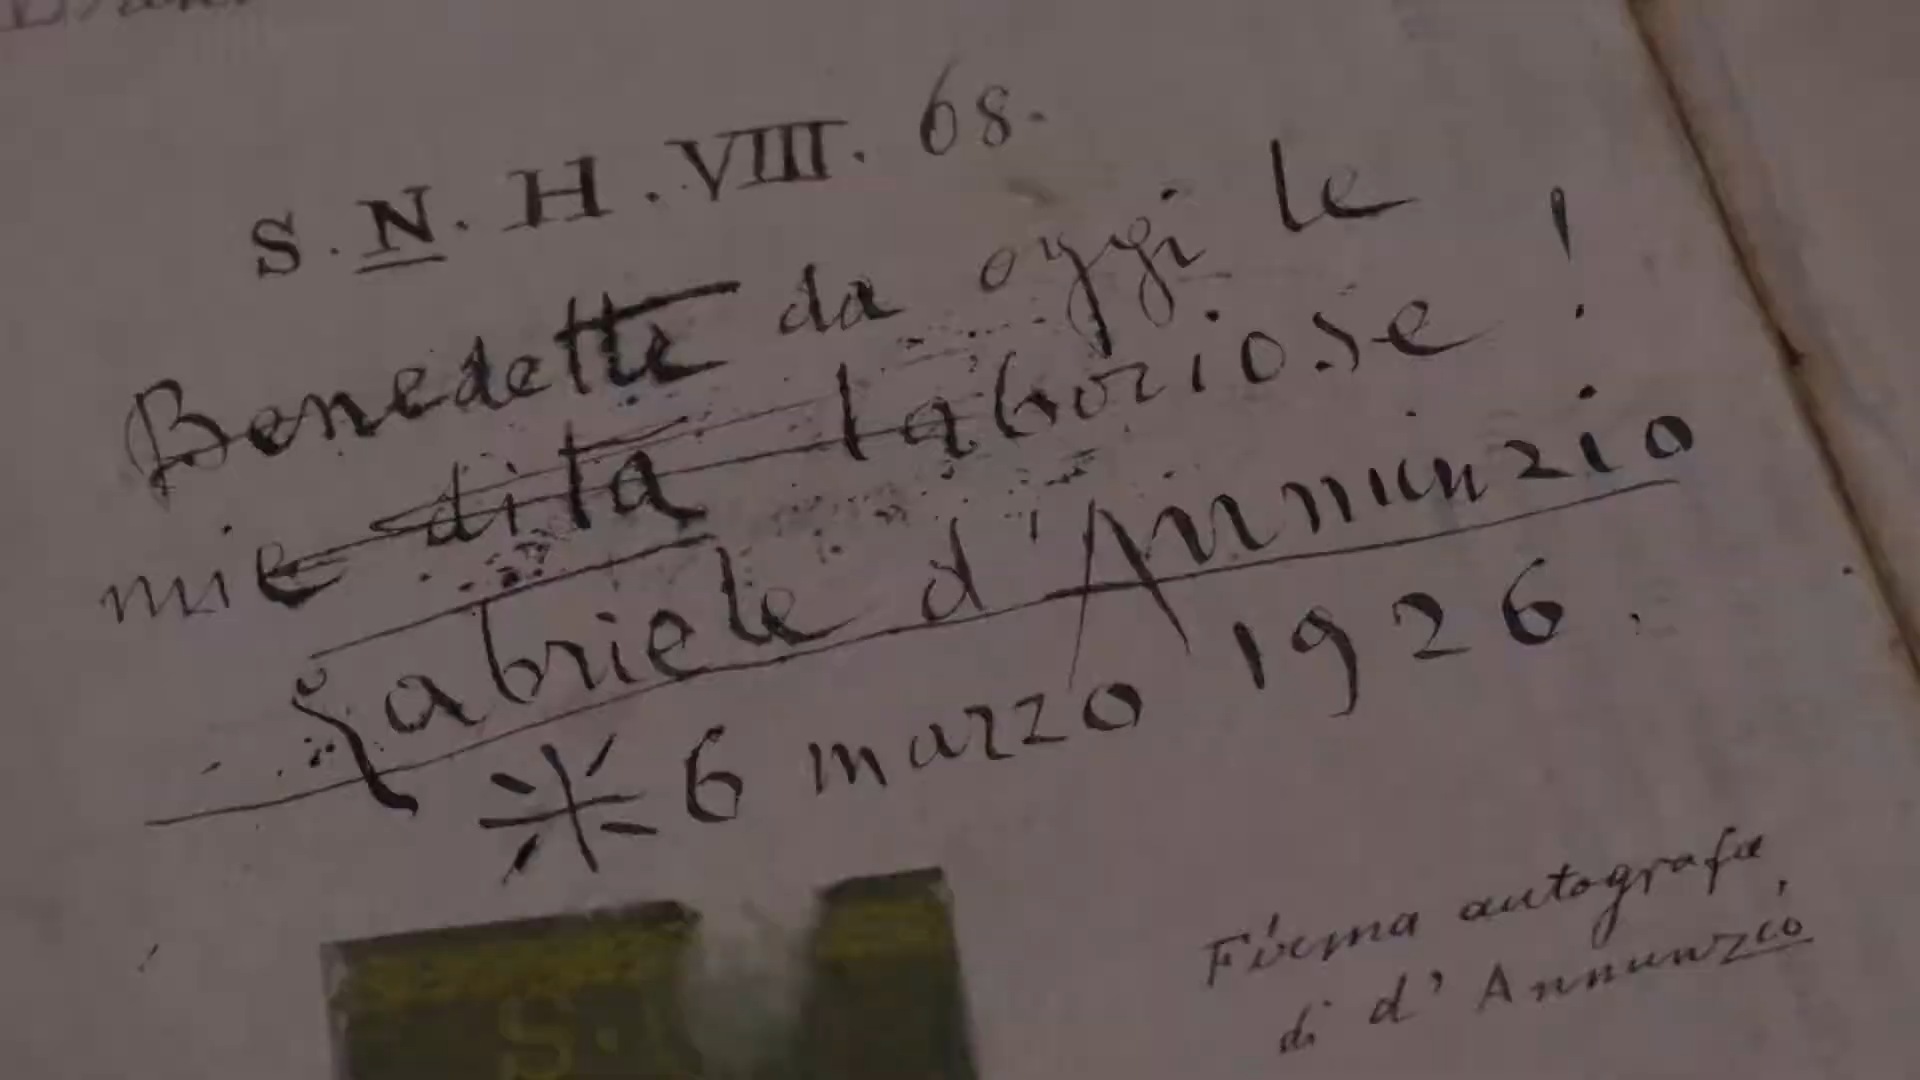 S. N. H. VIII. 68.
Benedette da oggi le
mie dita laboriose!
Gabriele d'Annunzio
6 marzo 1926.
Firma autografa
di d'Annunzio